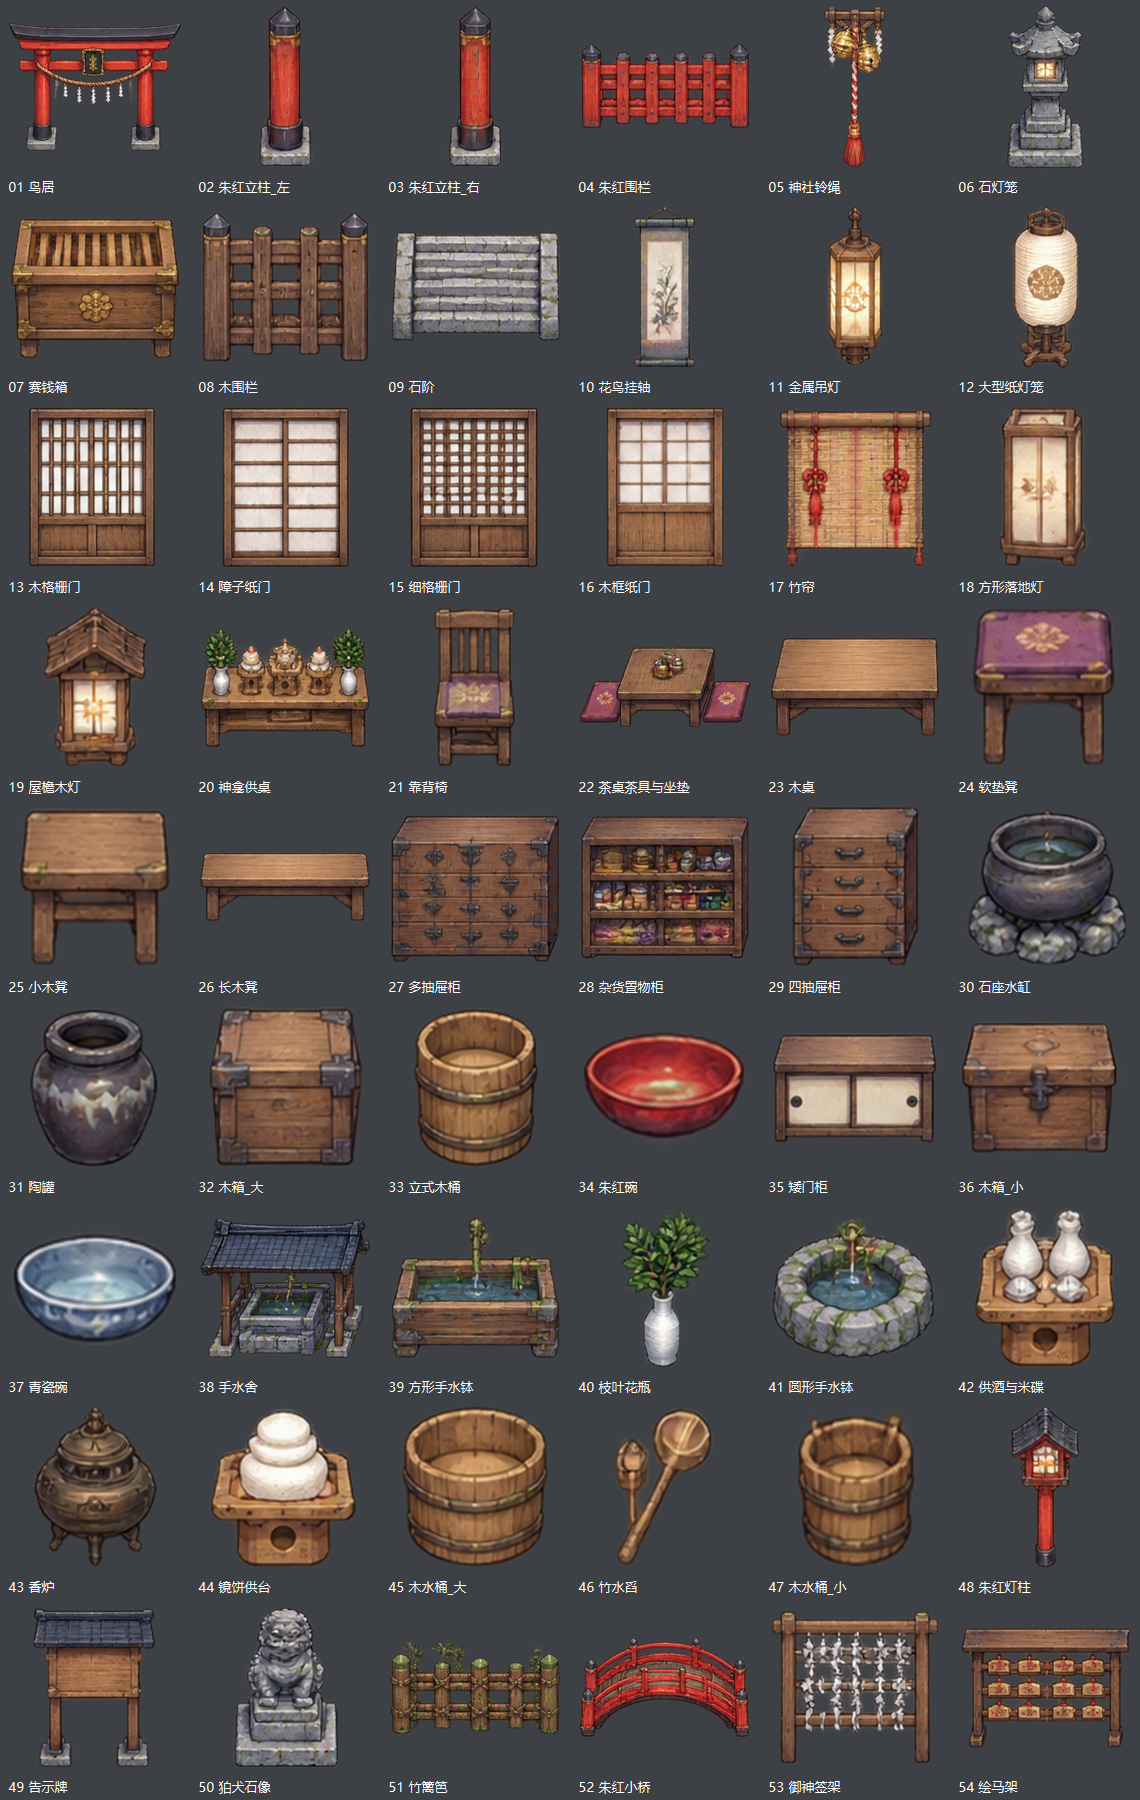 01 鸟居
02 朱红立柱_左
03 朱红立柱_右
04 朱红围栏
05 神社铃绳
06 石灯笼
07 赛钱箱
08 木围栏
09 石阶
10 花鸟挂轴
11 金属吊灯
12 大型纸灯笼
13 木格栅门
14 障子纸门
15 细格栅门
16 木框纸门
17 竹帘
18 方形落地灯
19 屋檐木灯
20 神龛供桌
21 靠背椅
22 茶桌茶具与坐垫
23 木桌
24 软垫凳
25 小木凳
26 长木凳
27 多抽屉柜
28 杂货置物柜
29 四抽屉柜
30 石座水缸
31 陶罐
32 木箱_大
33 立式木桶
34 朱红碗
35 矮门柜
36 木箱_小
37 青瓷碗
38 手水舍
39 方形手水钵
40 枝叶花瓶
41 圆形手水钵
42 供酒与米碟
43 香炉
44 镜饼供台
45 木水桶_大
46 竹水舀
47 木水桶_小
48 朱红灯柱
49 告示牌
50 狛犬石像
51 竹篱笆
52 朱红小桥
53 御神签架
54 绘马架